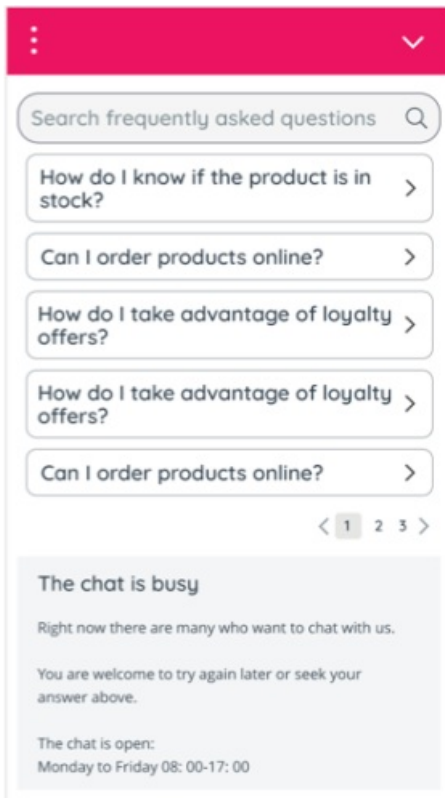 Search frequently asked questions
How do I know if the product is in
stock?
Can I order products online?
How do I take advantage of loyalty
offers?
How do I take advantage of loyalty
offers?
Can I order products online?
< 1 2 3 >
The chat is busy
Right now there are many who want to chat with us.
You are welcome to try again later or seek your
answer above.
The chat is open:
Monday to Friday 08: 00-17: 00